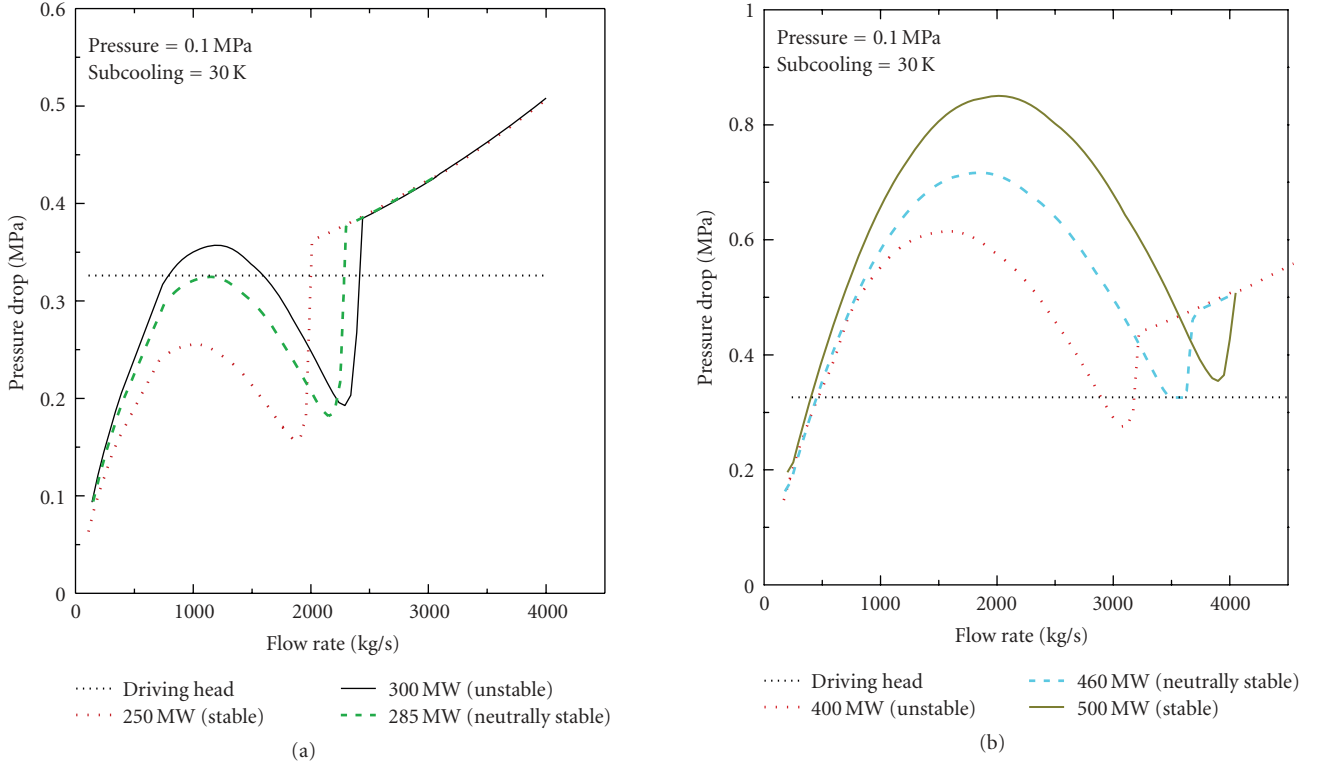 0.6
0.5
0.4
0.3
0.2
0.1
0
Pressure drop (MPa)
Pressure = 0.1 MPa
Subcooling = 30 K
0 1000 2000 3000 4000
Flow rate (kg/s)
Driving head
250 MW (stable)
300 MW (unstable)
285 MW (neutrally stable)
(a)
1
0.8
0.6
0.4
0.2
0
Pressure drop (MPa)
Pressure = 0.1 MPa
Subcooling = 30 K
0 1000 2000 3000 4000
Flow rate (kg/s)
Driving head
400 MW (unstable)
460 MW (neutrally stable)
500 MW (stable)
(b)